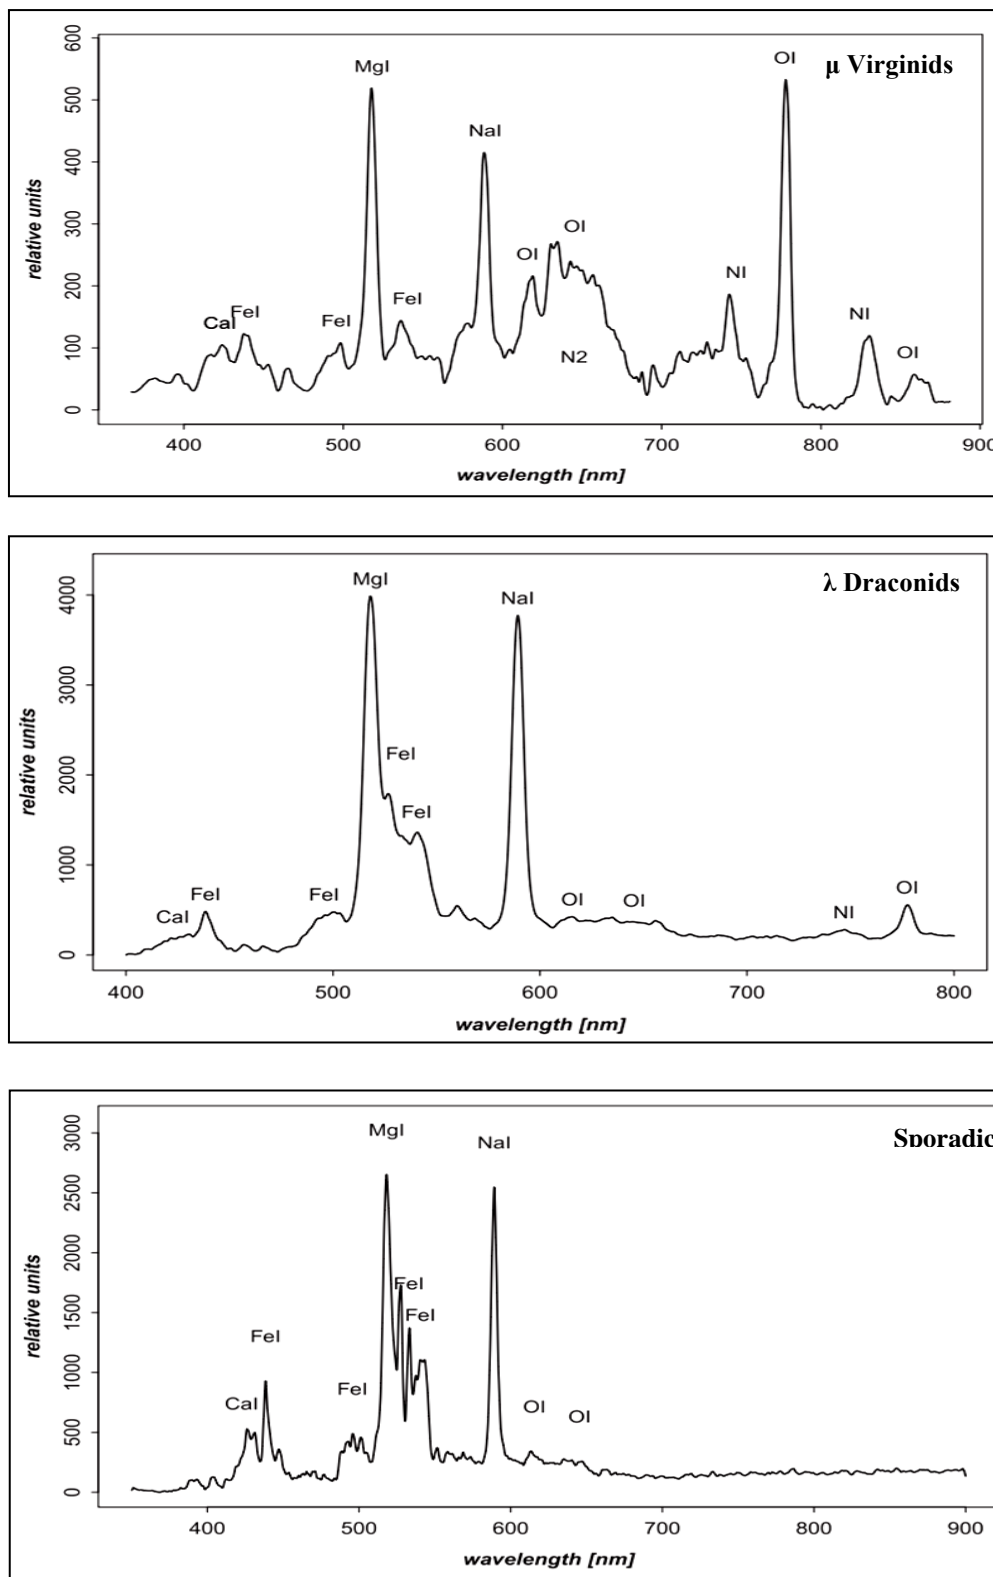 μ Virginids
600
500
400
300
200
100
0
relative units
MgI
OI
NaI
OI
OI
NI
FeI
CaI
FeI
FeI
NI
N2
OI
400 500 600 700 800 900
wavelength [nm]
λ Draconids
4000
3000
2000
1000
0
relative units
MgI
NaI
FeI
FeI
FeI
CaI
FeI
OI
OI
NI
OI
400 500 600 700 800
wavelength [nm]
Sporadic
3000
2500
2000
1500
1000
500
0
relative units
MgI
NaI
FeI
FeI
FeI
FeI
CaI
OI
OI
400 500 600 700 800 900
wavelength [nm]